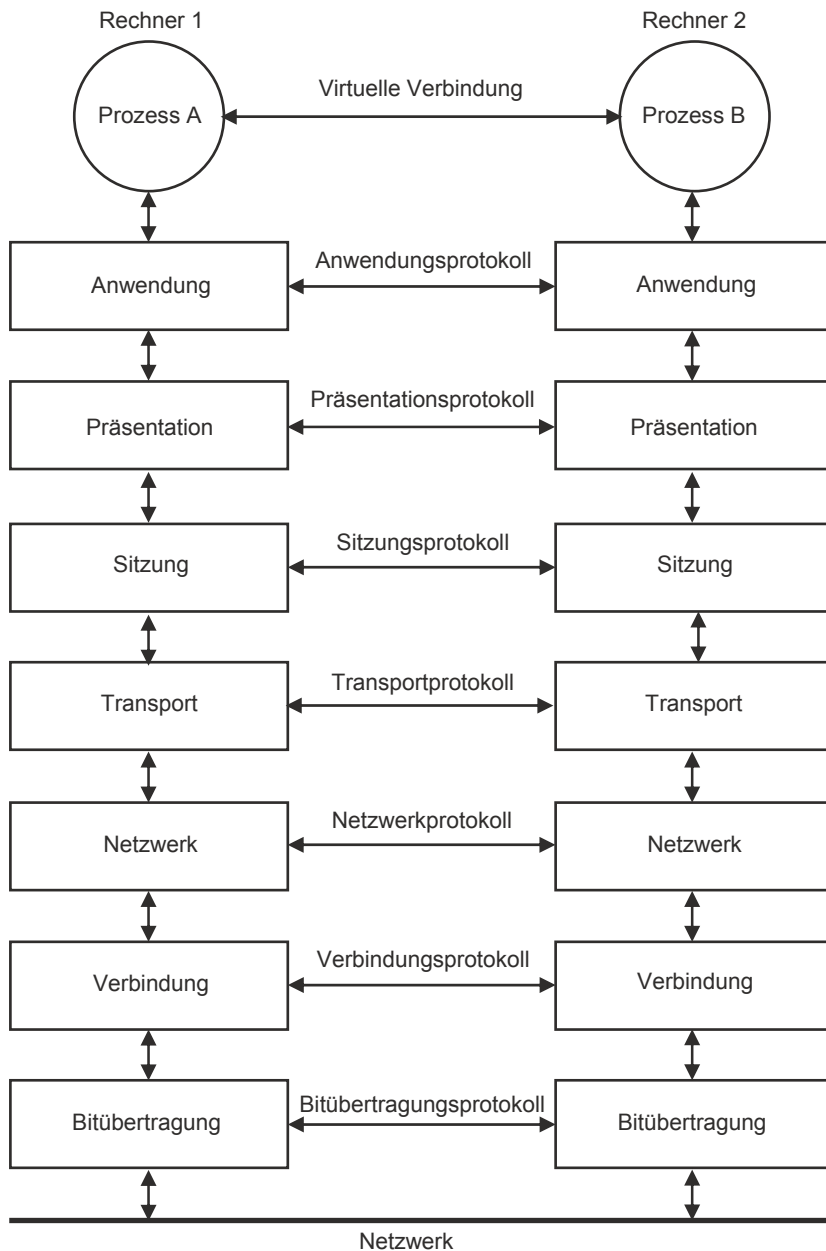 Rechner 1
Rechner 2
Virtuelle Verbindung
Prozess A
Prozess B
Anwendungsprotokoll
Anwendung
Anwendung
Präsentationsprotokoll
Präsentation
Präsentation
Sitzungsprotokoll
Sitzung
Sitzung
Transportprotokoll
Transport
Transport
Netzwerkprotokoll
Netzwerk
Netzwerk
Verbindungsprotokoll
Verbindung
Verbindung
Bitübertragungsprotokoll
Bitübertragung
Bitübertragung
Netzwerk